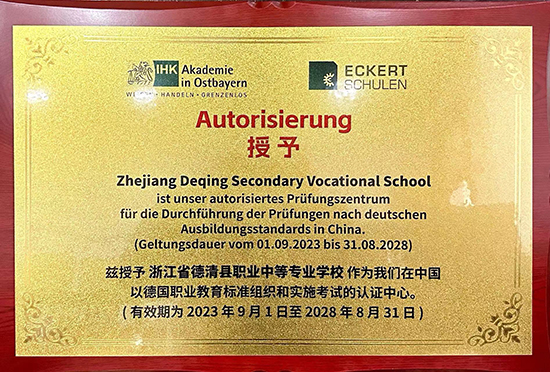 IHK Akademie
in Ostbayern
HANDELN · GRENZENLOS
ECKERT
SCHULEN
Autorisierung
授予
Zhejiang Deqing Secondary Vocational School
ist unser autorisiertes Prüfungszentrum
für die Durchführung der Prüfungen nach deutschen
Ausbildungsstandards in China.
(Geltungsdauer vom 01.09.2023 bis 31.08.2028)
兹授予 浙江省德清县职业中等专业学校 作为我们在中国
以德国职业教育标准组织和实施考试的认证中心。
(有效期为 2023 年 9 月 1 日至 2028 年 8 月 31 日)